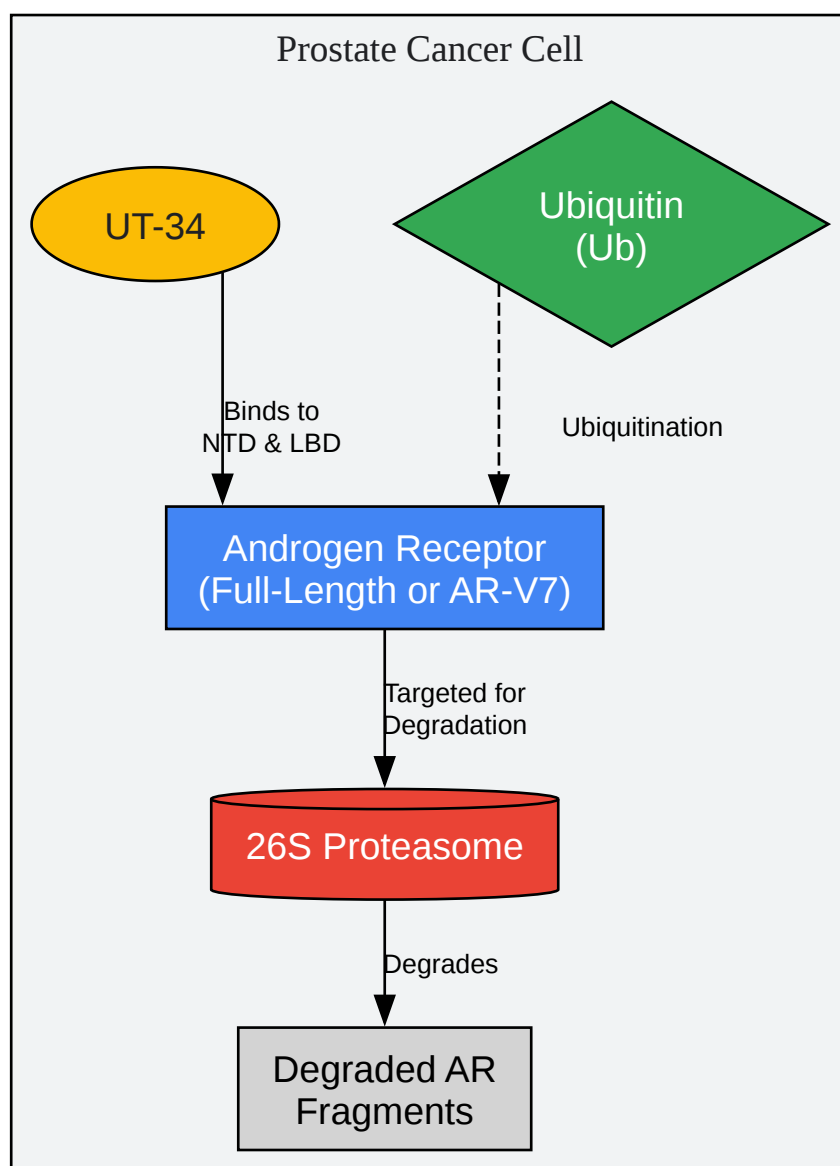 Prostate Cancer Cell
UT-34
Ubiquitin
(Ub)
Binds to
NTD & LBD
Ubiquitination
Androgen Receptor
(Full-Length or AR-V7)
Targeted for
Degradation
26S Proteasome
Degrades
Degraded AR
Fragments